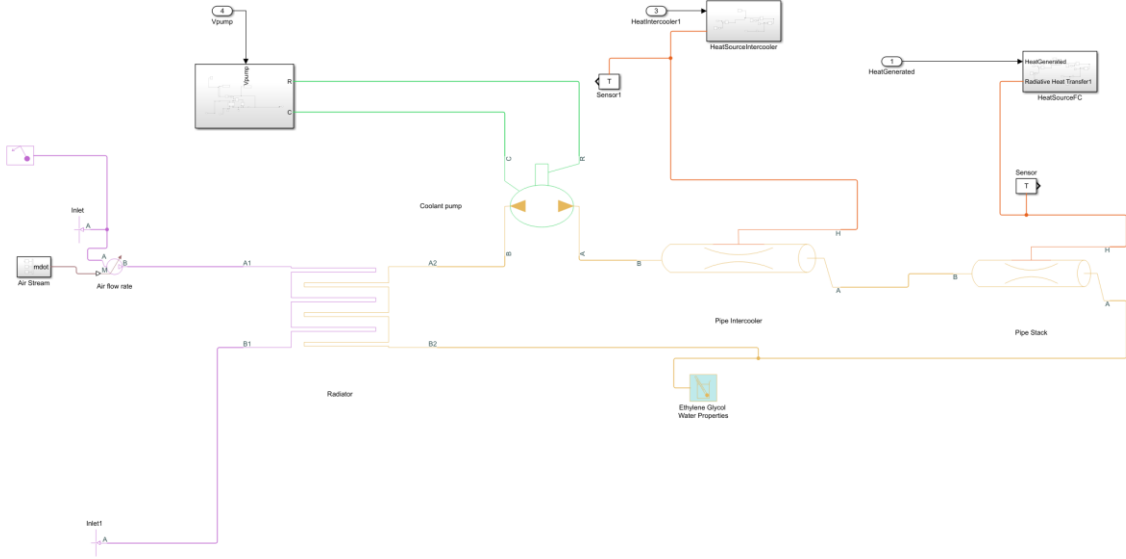 4
Vpump
Vpump
R
C
3
HeatIntercooler1
HeatSourceIntercooler
T
Sensor1
1
HeatGenerated
HeatGenerated
Radiative Heat Transfer1
HeatSourceFC
Sensor
T
C
R
Coolant pump
Inlet
A
A
B
M
mdot
Air Stream
Air flow rate
A1
A2
B
A
B
H
A
B
H
A
Pipe Intercooler
Pipe Stack
B1
B2
Radiator
Ethylene Glycol
Water Properties
Inlet1
A